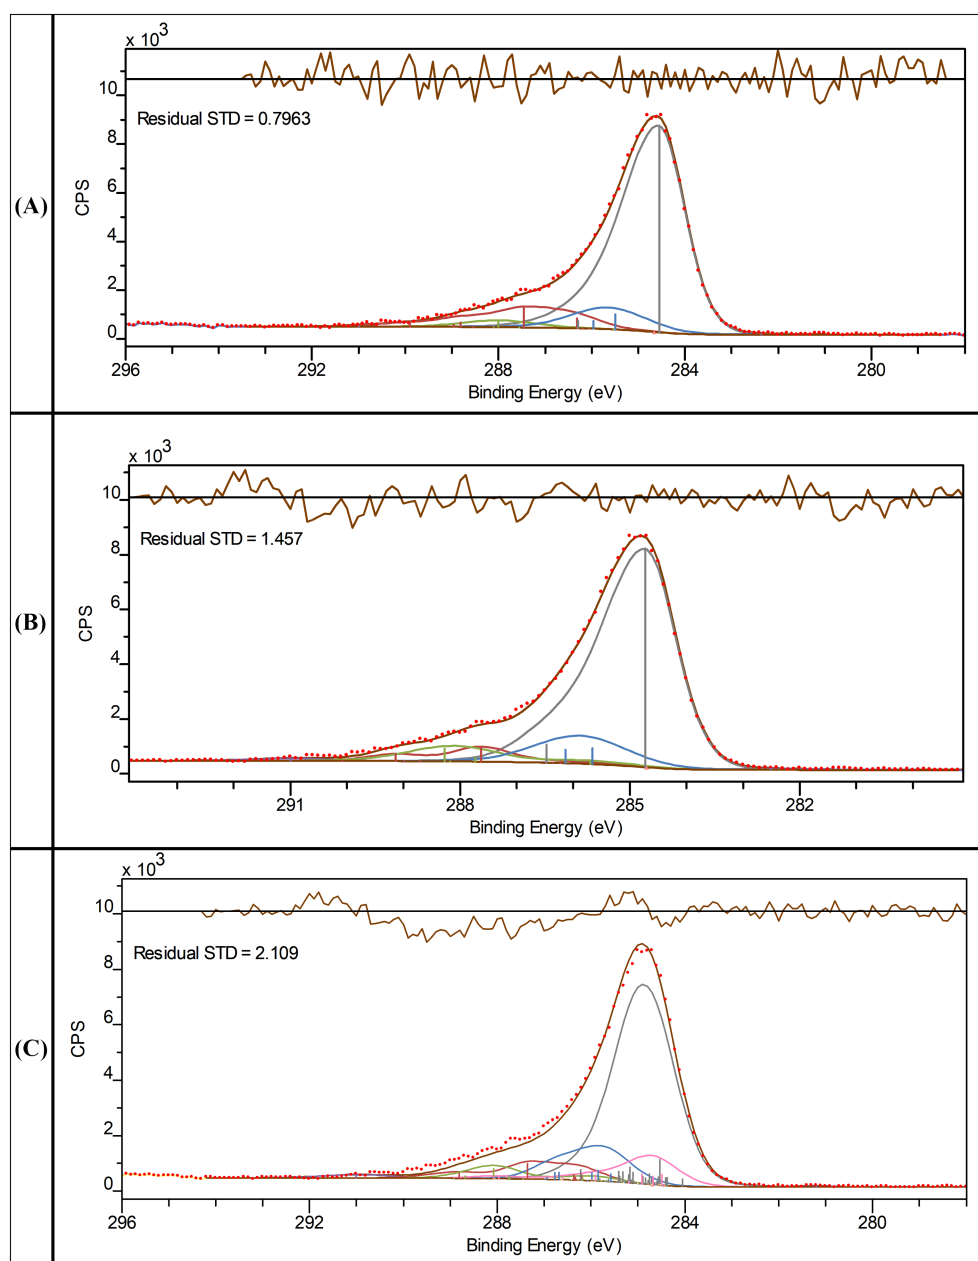 (A)
x 10³
Residual STD = 0.7963
CPS
10
8
6
4
2
0
296 292 288 284 280
Binding Energy (eV)
(B)
x 10³
Residual STD = 1.457
CPS
10
8
6
4
2
0
291 288 285 282
Binding Energy (eV)
(C)
x 10³
Residual STD = 2.109
CPS
10
8
6
4
2
0
296 292 288 284 280
Binding Energy (eV)